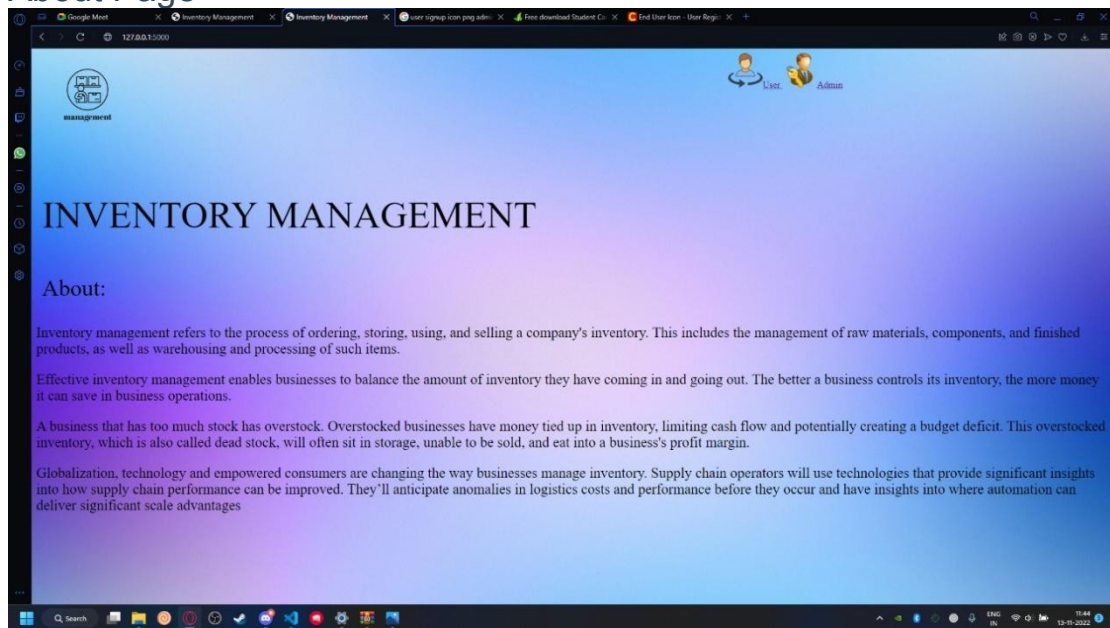 About Page
Google Meet
Inventory Management
Inventory Management
user signup icon png adm
Free download Student Co
End User Icon - User Regis
127.0.0.1:5000
management
User
Admin
INVENTORY MANAGEMENT
About:
Inventory management refers to the process of ordering, storing, using, and selling a company's inventory. This includes the management of raw materials, components, and finished
products, as well as warehousing and processing of such items.
Effective inventory management enables businesses to balance the amount of inventory they have coming in and going out. The better a business controls its inventory, the more money
it can save in business operations.
A business that has too much stock has overstock. Overstocked businesses have money tied up in inventory, limiting cash flow and potentially creating a budget deficit. This overstocked
inventory, which is also called dead stock, will often sit in storage, unable to be sold, and eat into a business's profit margin.
Globalization, technology and empowered consumers are changing the way businesses manage inventory. Supply chain operators will use technologies that provide significant insights
into how supply chain performance can be improved. They’ll anticipate anomalies in logistics costs and performance before they occur and have insights into where automation can
deliver significant scale advantages
Search
ENG
IN
11:44
13-11-2022